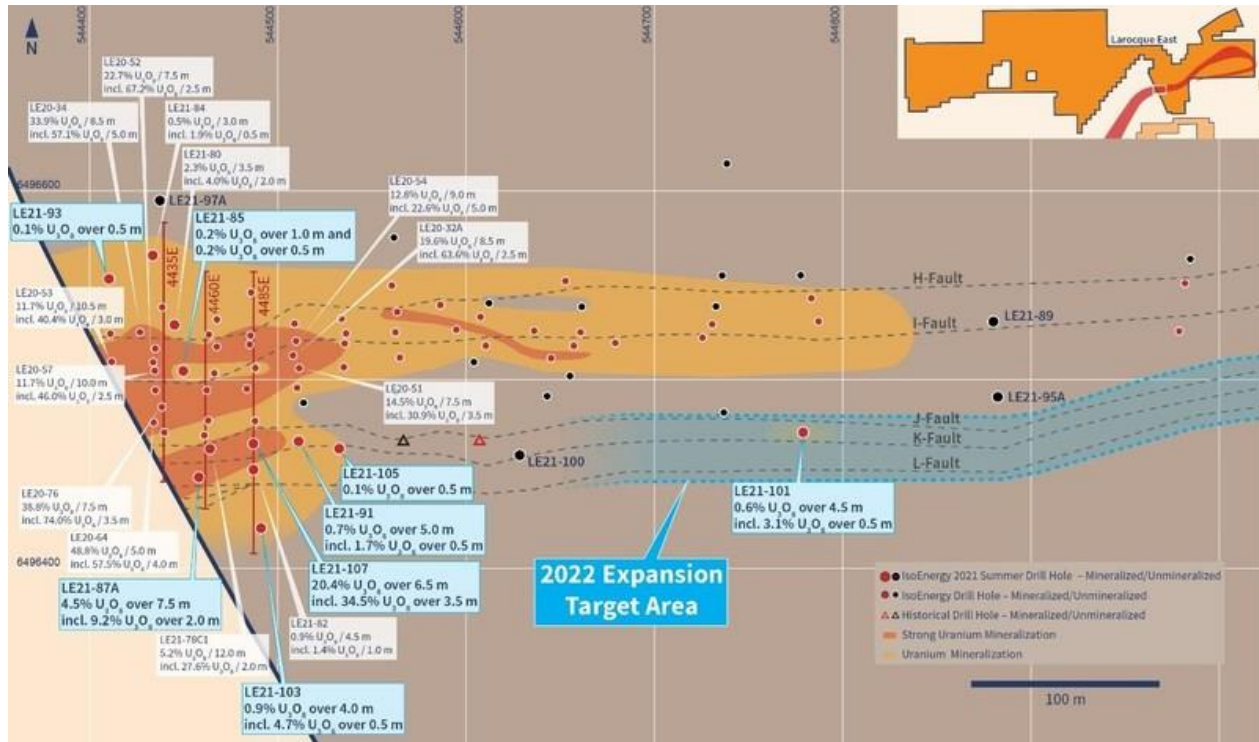 544400
544500
544600
544700
544800
N
Larocque East
LE20-52
22.7% U₃O₈ / 7.5 m
incl. 67.2% U₃O₈ / 2.5 m
LE20-34
33.9% U₃O₈ / 8.5 m
incl. 57.1% U₃O₈ / 5.0 m
LE21-84
0.5% U₃O₈ / 3.0 m
incl. 1.9% U₃O₈ / 0.5 m
LE21-80
2.3% U₃O₈ / 3.5 m
incl. 4.0% U₃O₈ / 2.0 m
6496600
LE21-97A
LE20-54
12.8% U₃O₈ / 9.0 m
incl. 22.6% U₃O₈ / 5.0 m
LE21-93
0.1% U₃O₈ over 0.5 m
LE21-85
0.2% U₃O₈ over 1.0 m and
0.2% U₃O₈ over 0.5 m
LE20-32A
19.6% U₃O₈ / 8.5 m
incl. 63.6% U₃O₈ / 2.5 m
4435E
4460E
4485E
H-Fault
LE20-53
11.7% U₃O₈ / 10.5 m
incl. 40.4% U₃O₈ / 3.0 m
I-Fault
LE21-89
LE20-57
11.7% U₃O₈ / 10.0 m
incl. 46.0% U₃O₈ / 2.5 m
LE20-51
14.5% U₃O₈ / 7.5 m
incl. 30.9% U₃O₈ / 3.5 m
LE21-95A
J-Fault
K-Fault
L-Fault
LE21-100
LE21-105
0.1% U₃O₈ over 0.5 m
LE21-101
0.6% U₃O₈ over 4.5 m
incl. 3.1% U₃O₈ over 0.5 m
LE20-76
38.8% U₃O₈ / 7.5 m
incl. 74.0% U₃O₈ / 3.5 m
LE21-91
0.7% U₃O₈ over 5.0 m
incl. 1.7% U₃O₈ over 0.5 m
LE20-64
48.8% U₃O₈ / 5.0 m
incl. 57.5% U₃O₈ / 4.0 m
6496400
LE21-107
20.4% U₃O₈ over 6.5 m
incl. 34.5% U₃O₈ over 3.5 m
2022 Expansion
Target Area
LE21-87A
4.5% U₃O₈ over 7.5 m
incl. 9.2% U₃O₈ over 2.0 m
LE21-82
0.9% U₃O₈ / 4.5 m
incl. 1.4% U₃O₈ / 1.0 m
LE21-78C1
5.2% U₃O₈ / 12.0 m
incl. 27.6% U₃O₈ / 2.0 m
LE21-103
0.9% U₃O₈ over 4.0 m
incl. 4.7% U₃O₈ over 0.5 m
IsoEnergy 2021 Summer Drill Hole – Mineralized/Unmineralized
IsoEnergy Drill Hole – Mineralized/Unmineralized
Historical Drill Hole – Mineralized/Unmineralized
Strong Uranium Mineralization
Uranium Mineralization
100 m